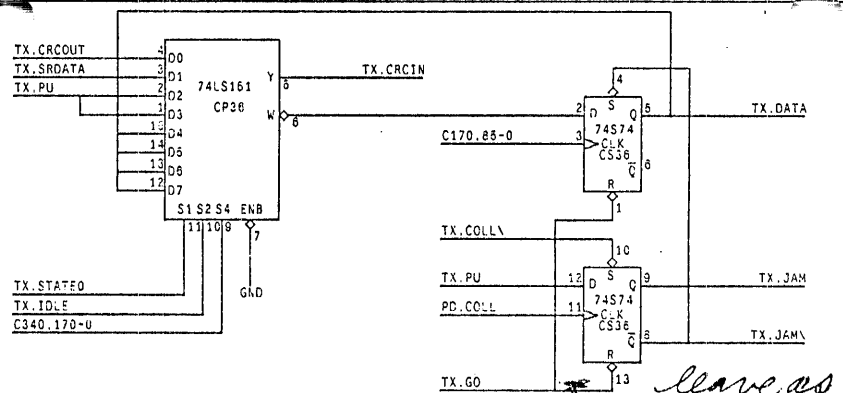 TX.CRCOUT
TX.SRDATA
TX.PU
4 D0
3 D1
2 D2
1 D3
15 D4
14 D5
13 D6
12 D7
74LS151
CP36
Y
W 6
S1 S2 S4 ENB
11 10 9 7
GND
TX.STATE0
TX.IDLE
C340.170-0
TX.CRCIN
C170.85-0
4
S
2 D Q 5
74S74
3 CLK
CS36
Q 6
R
1
TX.DATA
TX.COLL\
10
TX.PU
12 D S Q 9
TX.JAM
74S74
PD.COLL
11 CLK
CS36
Q 8
TX.JAM\
R
13
TX.GO
leave as